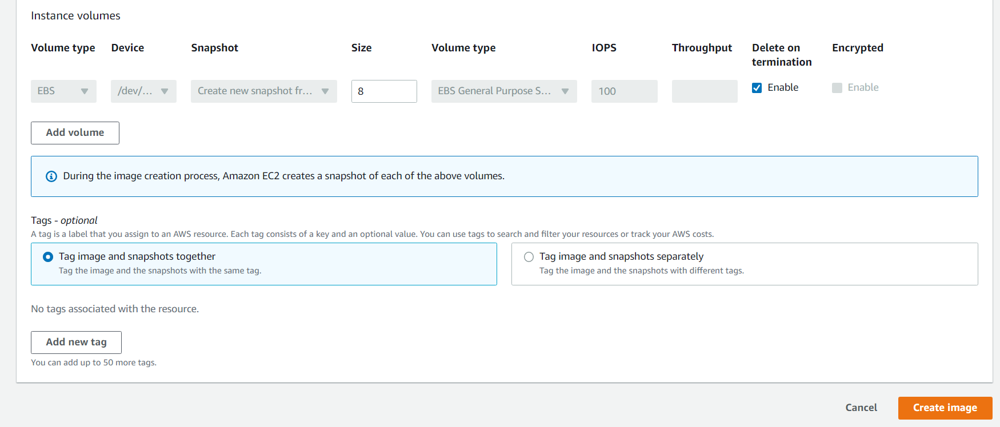 Instance volumes
Volume type Device Snapshot Size Volume type IOPS Throughput Delete on termination Encrypted
EBS /dev/... Create new snapshot fr... 8 EBS General Purpose S... 100 Enable Enable
Add volume
During the image creation process, Amazon EC2 creates a snapshot of each of the above volumes.
Tags - optional
A tag is a label that you assign to an AWS resource. Each tag consists of a key and an optional value. You can use tags to search and filter your resources or track your AWS costs.
Tag image and snapshots together
Tag the image and the snapshots with the same tag.
Tag image and snapshots separately
Tag the image and the snapshots with different tags.
No tags associated with the resource.
Add new tag
You can add up to 50 more tags.
Cancel Create image